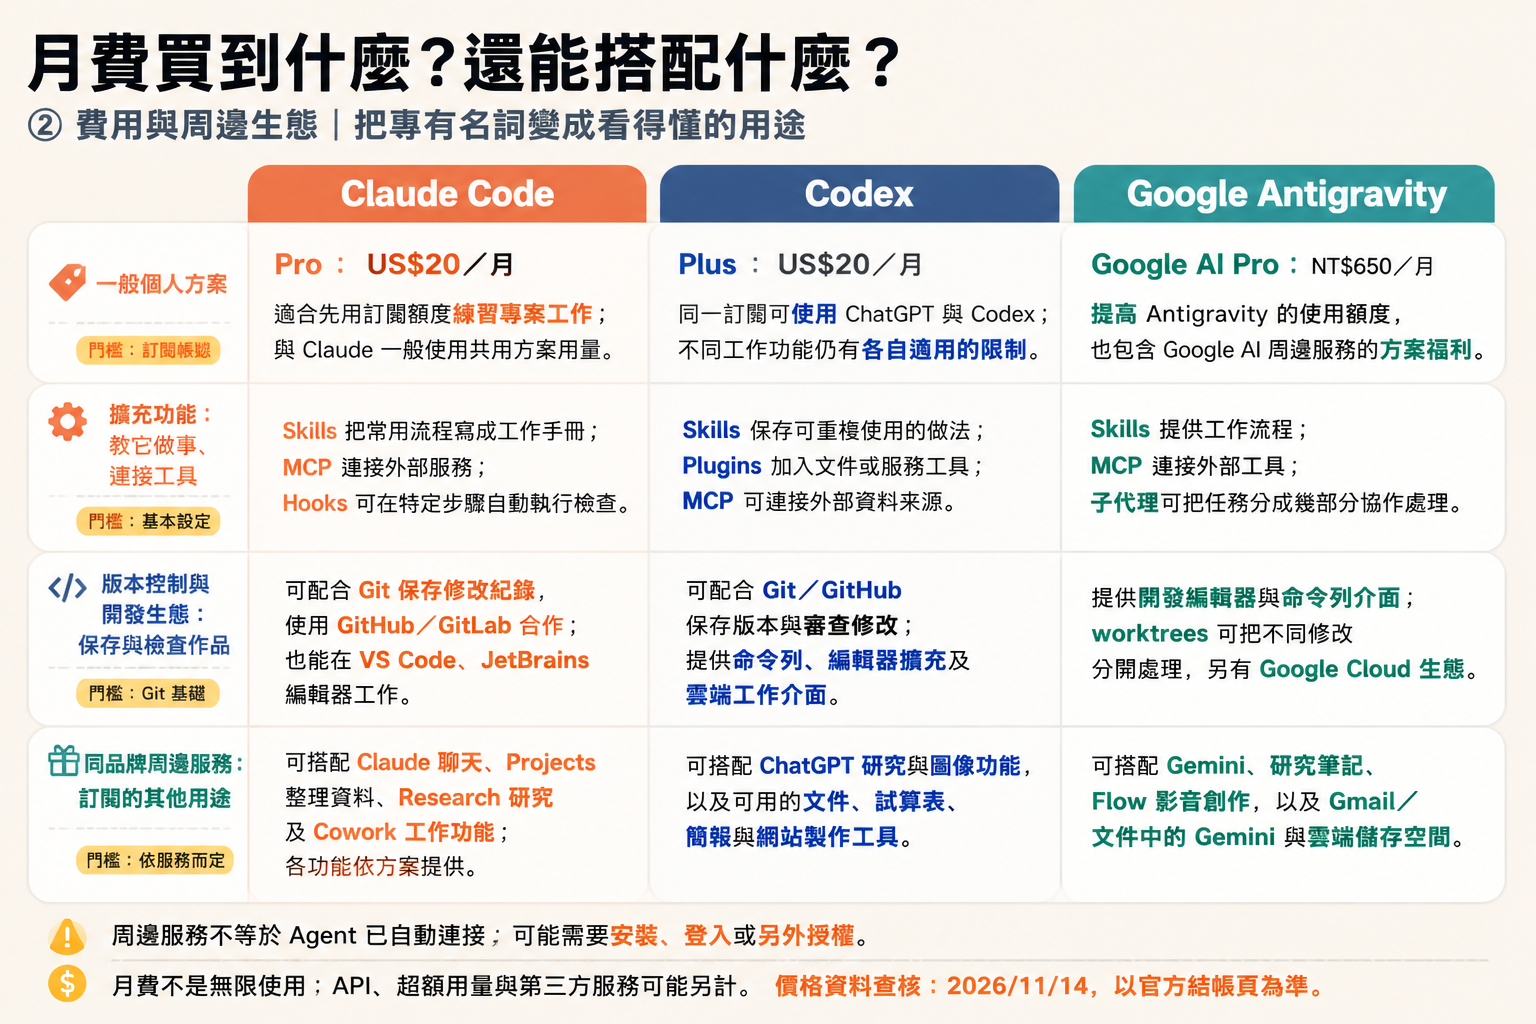 月費買到什麼？還能搭配什麼？
② 費用與周邊生態｜把專有名詞變成看得懂的用途
Claude Code
Codex
Google Antigravity
一般個人方案
門檻：訂閱帳號
Pro： US$20／月
適合先用訂閱額度練習專案工作；
與 Claude 一般使用共用方案用量。
Plus： US$20／月
同一訂閱可使用 ChatGPT 與 Codex；
不同工作功能仍有各自適用的限制。
Google AI Pro：NT$650／月
提高 Antigravity 的使用額度，
也包含 Google AI 周邊服務的方案福利。
擴充功能：
教它做事、
連接工具
門檻：基本設定
Skills 把常用流程寫成工作手冊；
MCP 連接外部服務；
Hooks 可在特定步驟自動執行檢查。
Skills 保存可重複使用的做法；
Plugins 加入文件或服務工具；
MCP 可連接外部資料来源。
Skills 提供工作流程；
MCP 連接外部工具；
子代理可把任務分成幾部分協作處理。
版本控制與
開發生態：
保存與檢查作品
門檻：Git 基礎
可配合 Git 保存修改紀錄，
使用 GitHub／GitLab 合作；
也能在 VS Code、JetBrains
編輯器工作。
可配合 Git／GitHub
保存版本與審查修改；
提供命令列、編輯器擴充及
雲端工作介面。
提供開發編輯器與命令列介面；
worktrees 可把不同修改
分開處理，另有 Google Cloud 生態。
同品牌周邊服務：
訂閱的其他用途
門檻：依服務而定
可搭配 Claude 聊天、Projects
整理資料、Research 研究
及 Cowork 工作功能；
各功能依方案提供。
可搭配 ChatGPT 研究與圖像功能，
以及可用的文件、試算表、
簡報與網站製作工具。
可搭配 Gemini、研究筆記、
Flow 影音創作，以及 Gmail／
文件中的 Gemini 與雲端儲存空間。
周邊服務不等於 Agent 已自動連接；可能需要安裝、登入或另外授權。
月費不是無限使用；API、超額用量與第三方服務可能另計。 價格資料查核：2026/11/14，以官方結帳頁為準。